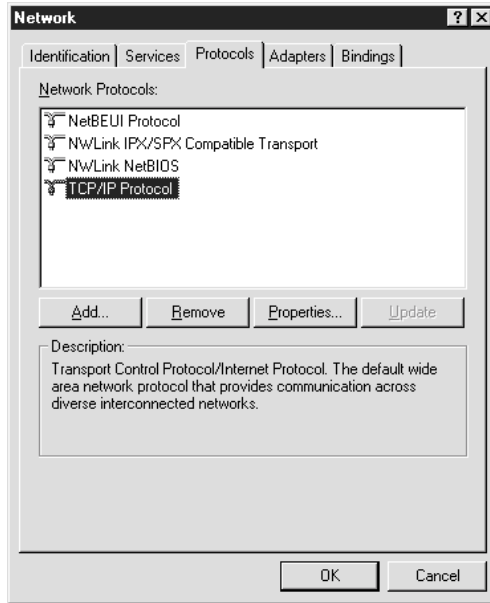 Network ? X
Identification Services Protocols Adapters Bindings
Network Protocols:
NetBEUI Protocol
NWLink IPX/SPX Compatible Transport
NWLink NetBIOS
TCP/IP Protocol
Add... Remove Properties... Update
Description:
Transport Control Protocol/Internet Protocol. The default wide
area network protocol that provides communication across
diverse interconnected networks.
OK Cancel